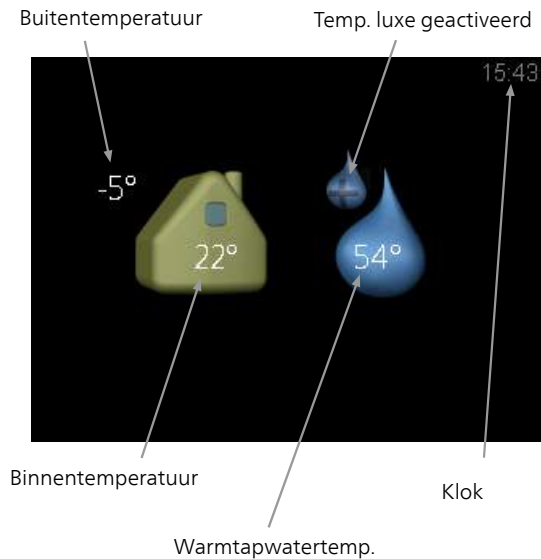 Buitentemperatuur
Temp. luxe geactiveerd
15:43
-5°
22°
54°
Binnentemperatuur
Klok
Warmtapwatertemp.